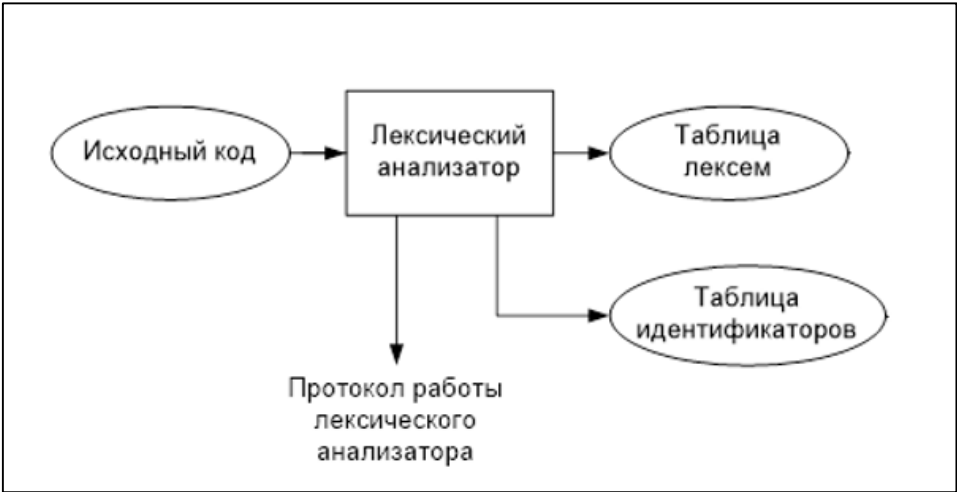 Исходный код
Лексический
анализатор
Таблица
лексем
Таблица
идентификаторов
Протокол работы
лексического
анализатора